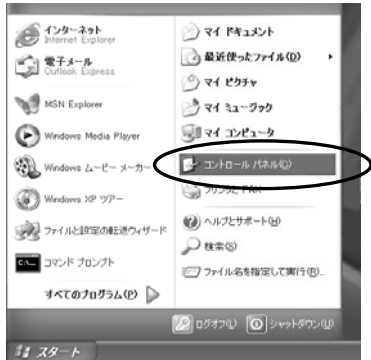 インターネット
Internet Explorer
電子メール
Outlook Express
MSN Explorer
Windows Media Player
Windows ムービー メーカー
Windows XP ツアー
ファイルと設定の転送ウィザード
コマンド プロンプト
すべてのプログラム(P)
マイ ドキュメント
最近使ったファイル(D)
マイ ピクチャ
マイ ミュージック
マイ コンピュータ
コントロール パネル(C)
プリンタと FAX
ヘルプとサポート(H)
検索(S)
ファイル名を指定して実行(R)...
ログオフ(L)
シャットダウン(U)
スタート